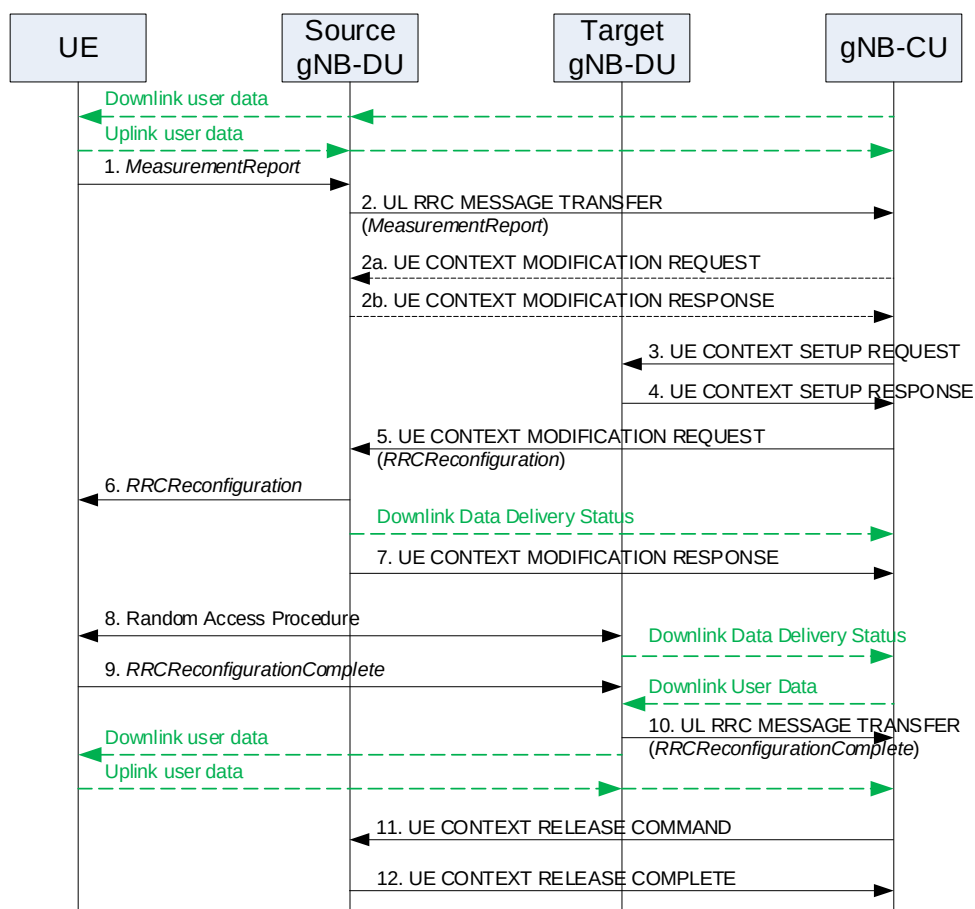 UE
Source
gNB-DU
Target
gNB-DU
gNB-CU
Downlink user data
Uplink user data
1. MeasurementReport
2. UL RRC MESSAGE TRANSFER
(MeasurementReport)
2a. UE CONTEXT MODIFICATION REQUEST
2b. UE CONTEXT MODIFICATION RESPONSE
3. UE CONTEXT SETUP REQUEST
4. UE CONTEXT SETUP RESPONSE
5. UE CONTEXT MODIFICATION REQUEST
(RRCReconfiguration)
6. RRCReconfiguration
Downlink Data Delivery Status
7. UE CONTEXT MODIFICATION RESPONSE
8. Random Access Procedure
Downlink Data Delivery Status
9. RRCReconfigurationComplete
Downlink User Data
10. UL RRC MESSAGE TRANSFER
(RRCReconfigurationComplete)
Downlink user data
Uplink user data
11. UE CONTEXT RELEASE COMMAND
12. UE CONTEXT RELEASE COMPLETE